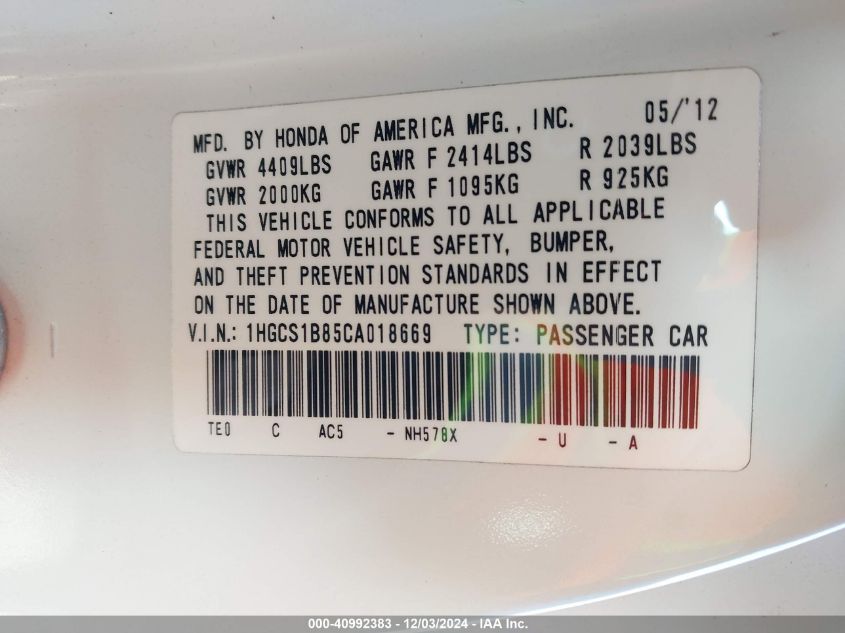 MFD. BY HONDA OF AMERICA MFG., INC. 05/'12
GVWR 4409LBS GAWR F 2414LBS R 2039LBS
GVWR 2000KG GAWR F 1095KG R 925KG
THIS VEHICLE CONFORMS TO ALL APPLICABLE
FEDERAL MOTOR VEHICLE SAFETY, BUMPER,
AND THEFT PREVENTION STANDARDS IN EFFECT
ON THE DATE OF MANUFACTURE SHOWN ABOVE.
V.I.N.: 1HGCS1B85CA018669 TYPE: PASSENGER CAR
TE0 C AC5 - NH578X - U - A
000-40992383 - 12/03/2024 - IAA Inc.